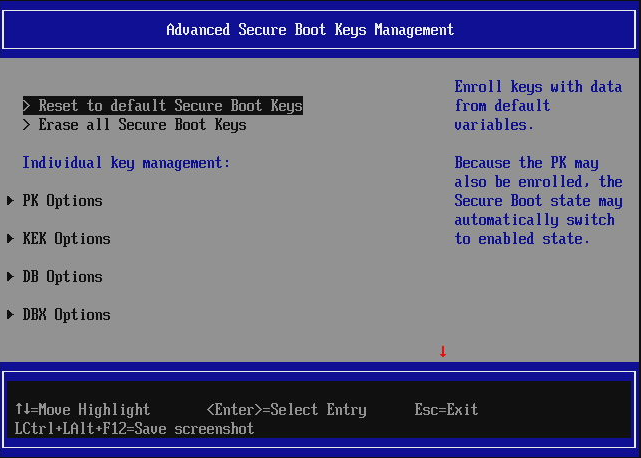 Advanced Secure Boot Keys Management
> Reset to default Secure Boot Keys
> Erase all Secure Boot Keys
Individual key management:
▶ PK Options
▶ KEK Options
▶ DB Options
▶ DBX Options
Enroll keys with data
from default
variables.
Because the PK may
also be enrolled, the
Secure Boot state may
automatically switch
to enabled state.
↓
↑↓=Move Highlight <Enter>=Select Entry Esc=Exit
LCtrl+LAlt+F12=Save screenshot